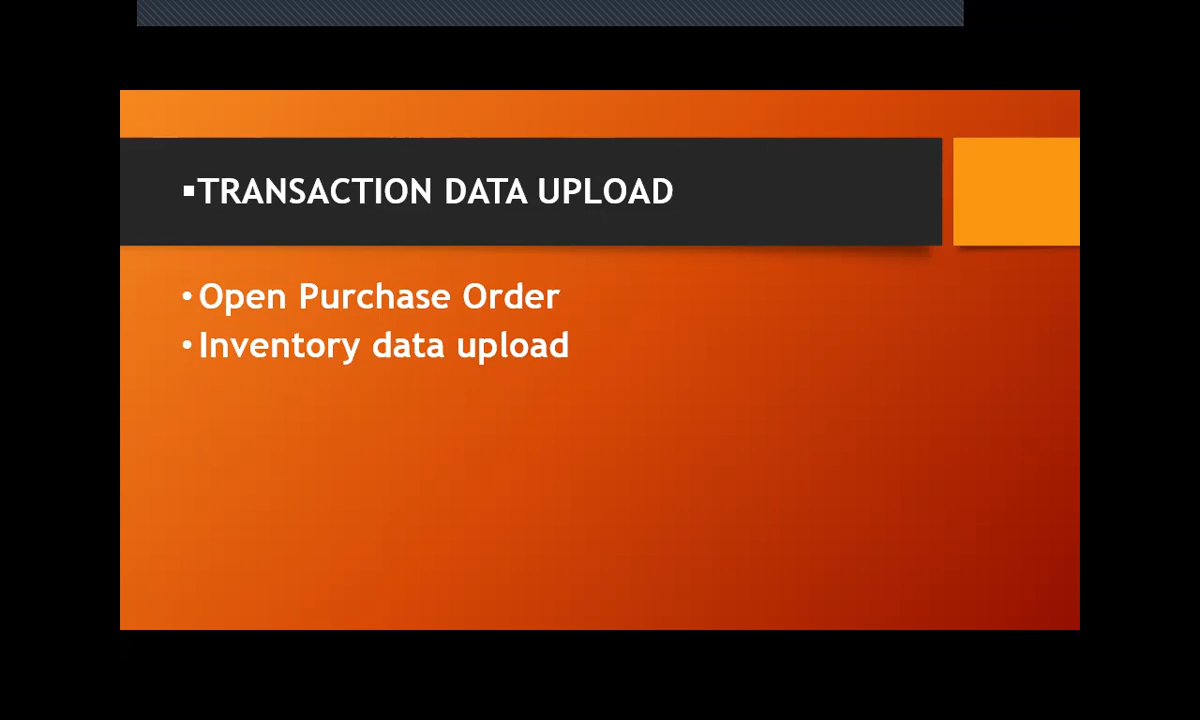 ▪TRANSACTION DATA UPLOAD
•Open Purchase Order
•Inventory data upload